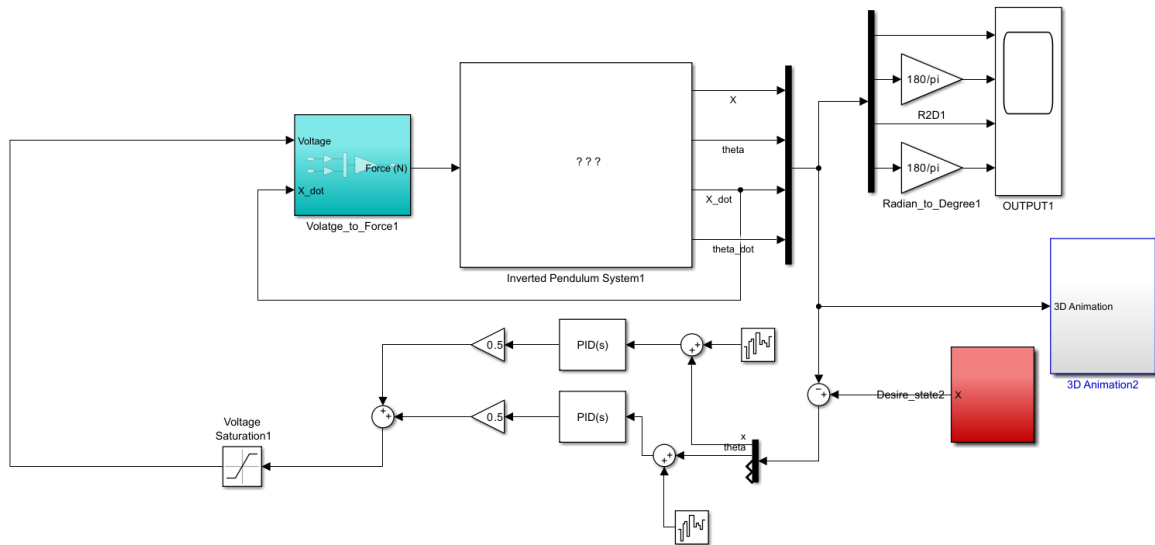 180/pi
R2D1
180/pi
Radian_to_Degree1
OUTPUT1
Voltage
X_dot
Force (N)
Volatge_to_Force1
? ? ?
X
theta
X_dot
theta_dot
Inverted Pendulum System1
3D Animation
3D Animation2
0.5
PID(s)
+
+
Desire_state2
X
−
+
0.5
PID(s)
+
+
x
theta
+
+
Voltage
Saturation1